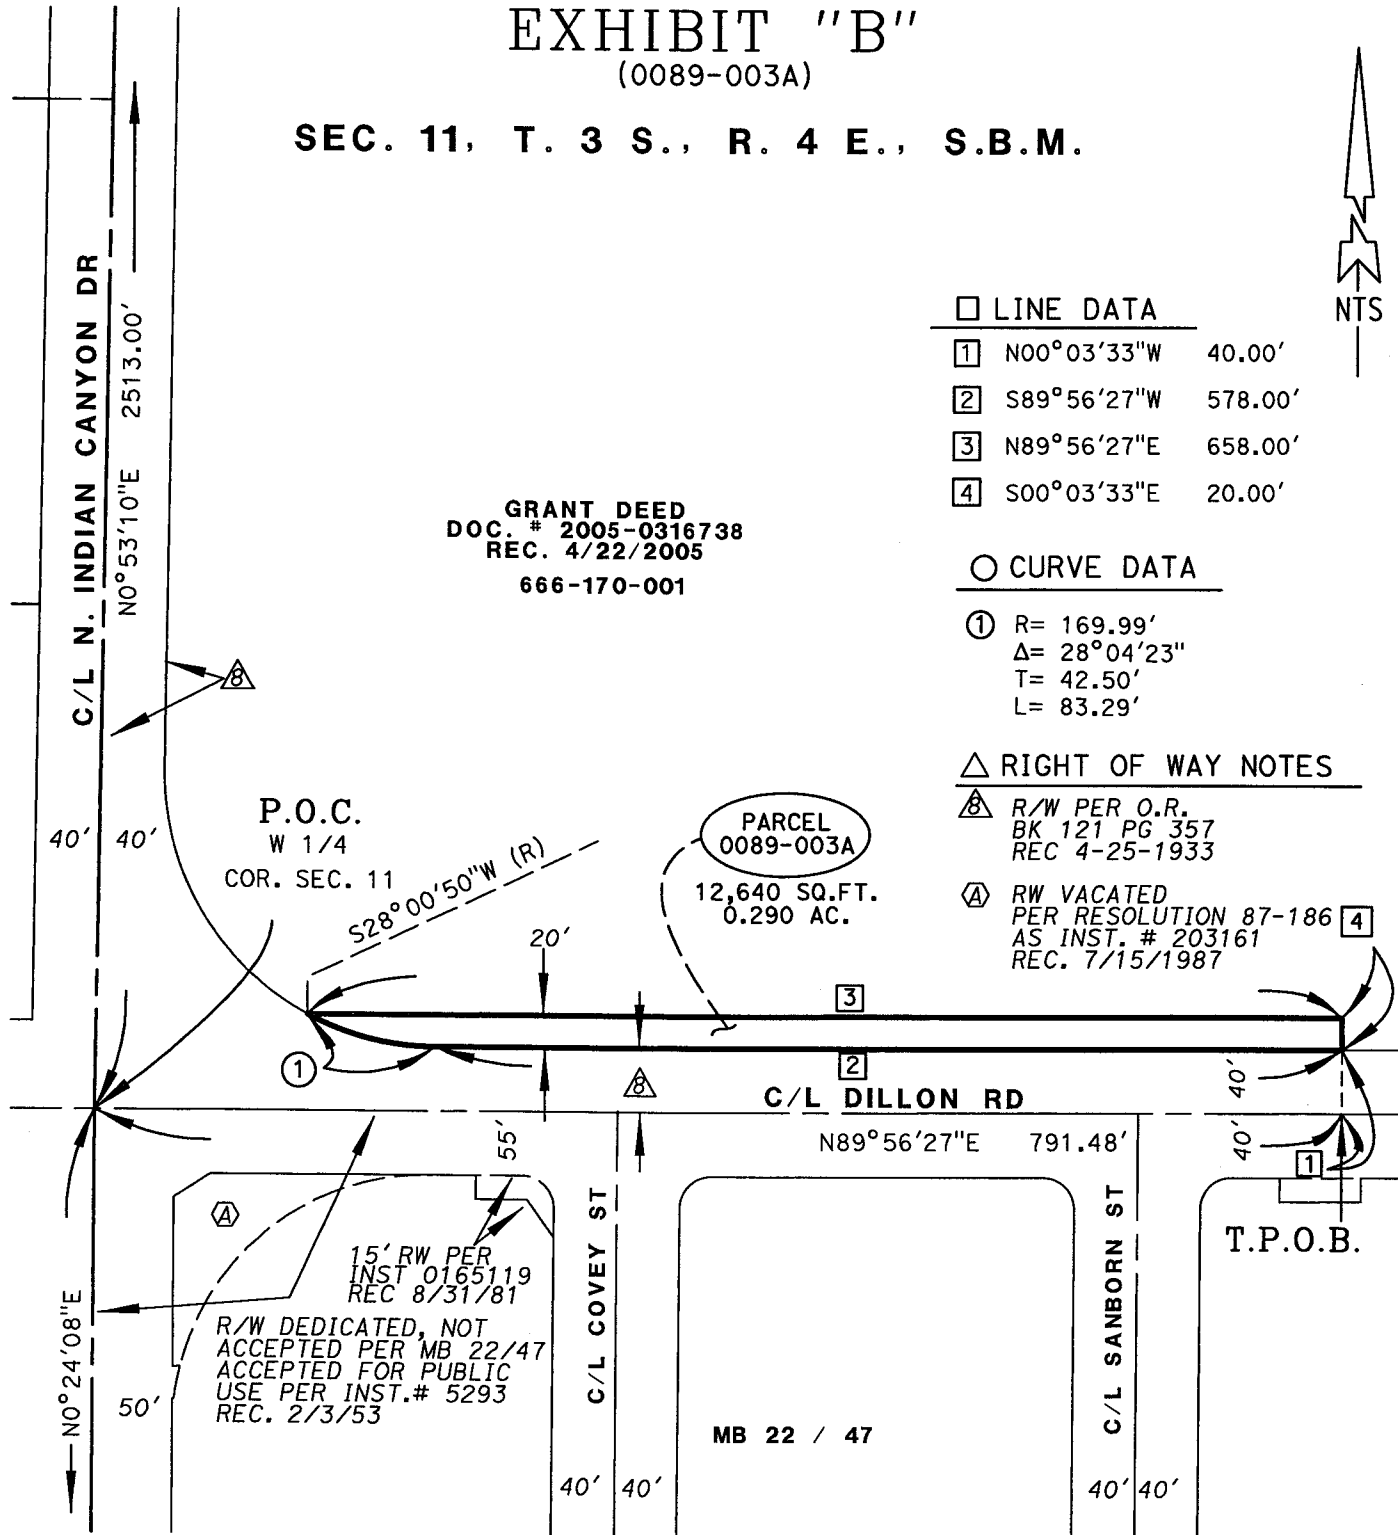 EXHIBIT "B"
(0089-003A)
SEC. 11, T. 3 S., R. 4 E., S.B.M.
NTS
LINE DATA
1 N00°03'33"W 40.00'
2 S89°56'27"W 578.00'
3 N89°56'27"E 658.00'
4 S00°03'33"E 20.00'
CURVE DATA
1 R= 169.99'
Δ= 28°04'23"
T= 42.50'
L= 83.29'
RIGHT OF WAY NOTES
8 R/W PER O.R.
BK 121 PG 357
REC 4-25-1933
A RW VACATED
PER RESOLUTION 87-186
AS INST. # 203161
REC. 7/15/1987
C/L N. INDIAN CANYON DR
N0°53'10"E 2513.00'
GRANT DEED
DOC. # 2005-0316738
REC. 4/22/2005
666-170-001
8
40' 40'
P.O.C.
W 1/4
COR. SEC. 11
S28°00'50"W (R)
PARCEL
0089-003A
12,640 SQ.FT.
0.290 AC.
20'
4
3
1
2
8
C/L DILLON RD
N89°56'27"E 791.48'
40'
40'
1
T.P.O.B.
55'
A
15' RW PER
INST 0165119
REC 8/31/81
R/W DEDICATED, NOT
ACCEPTED PER MB 22/47
ACCEPTED FOR PUBLIC
USE PER INST.# 5293
REC. 2/3/53
N0°24'08"E
50'
C/L COVEY ST
40' 40'
MB 22 / 47
C/L SANBORN ST
40' 40'